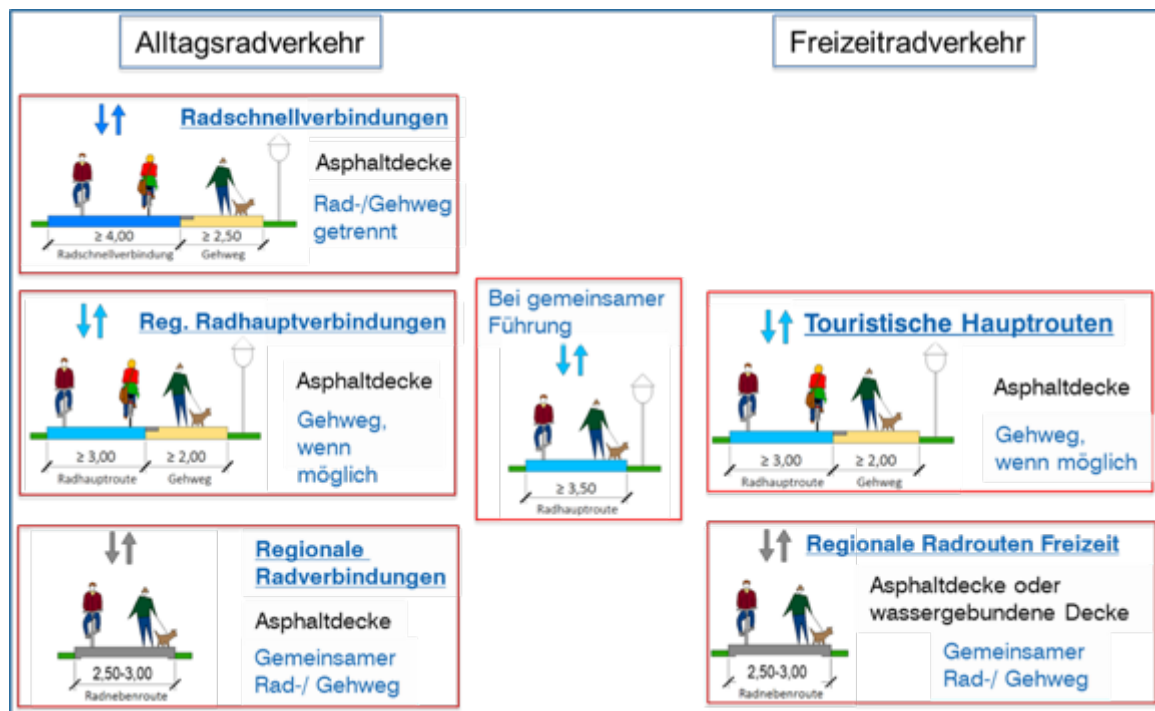 Alltagsradverkehr
Freizeitradverkehr
Radschnellverbindungen
Asphaltdecke
Rad-/Gehweg
getrennt
≥ 4,00
≥ 2,50
Radschnellverbindung
Gehweg
Reg. Radhauptverbindungen
Asphaltdecke
Gehweg,
wenn
möglich
≥ 3,00
≥ 2,00
Radhauptroute
Gehweg
Bei gemeinsamer
Führung
≥ 3,50
Radhauptroute
Touristische Hauptrouten
Asphaltdecke
Gehweg,
wenn möglich
≥ 3,00
≥ 2,00
Radhauptroute
Gehweg
Regionale
Radverbindungen
Asphaltdecke
Gemeinsamer
Rad-/ Gehweg
2,50-3,00
Radnebenroute
Regionale Radrouten Freizeit
Asphaltdecke oder
wassergebundene Decke
Gemeinsamer
Rad-/ Gehweg
2,50-3,00
Radnebenroute